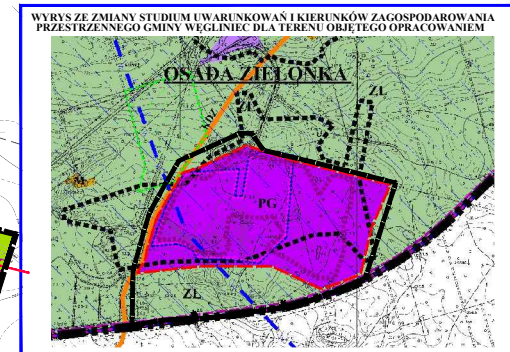 WYRYS ZE ZMIANY STUDIUM UWARUNKOWAŃ I KIERUNKÓW ZAGOSPODAROWANIA
PRZESTRZENNEGO GMINY WĘGLINIEC DLA TERENU OBJĘTEGO OPRACOWANIEM
OSADA ZIELONKA
ZL
ZL
PG
ZL